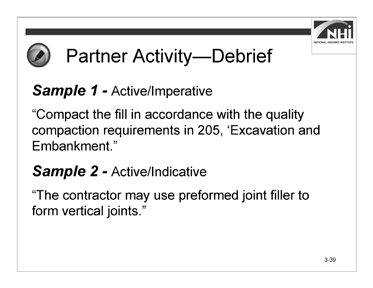 NHI
NATIONAL HIGHWAY INSTITUTE
Partner Activity—Debrief
Sample 1 - Active/Imperative
“Compact the fill in accordance with the quality
compaction requirements in 205, ‘Excavation and
Embankment.”
Sample 2 - Active/Indicative
“The contractor may use preformed joint filler to
form vertical joints.”
3-39